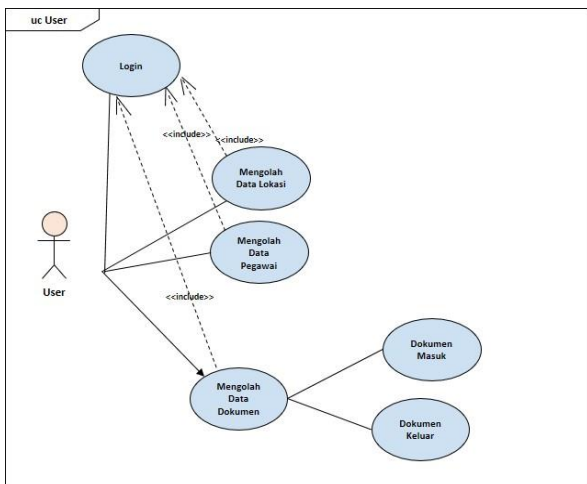 uc User
Login
<<include>>
<<include>>
Mengolah
Data Lokasi
Mengolah
Data
Pegawai
User
<<include>>
Dokumen
Masuk
Mengolah
Data
Dokumen
Dokumen
Keluar